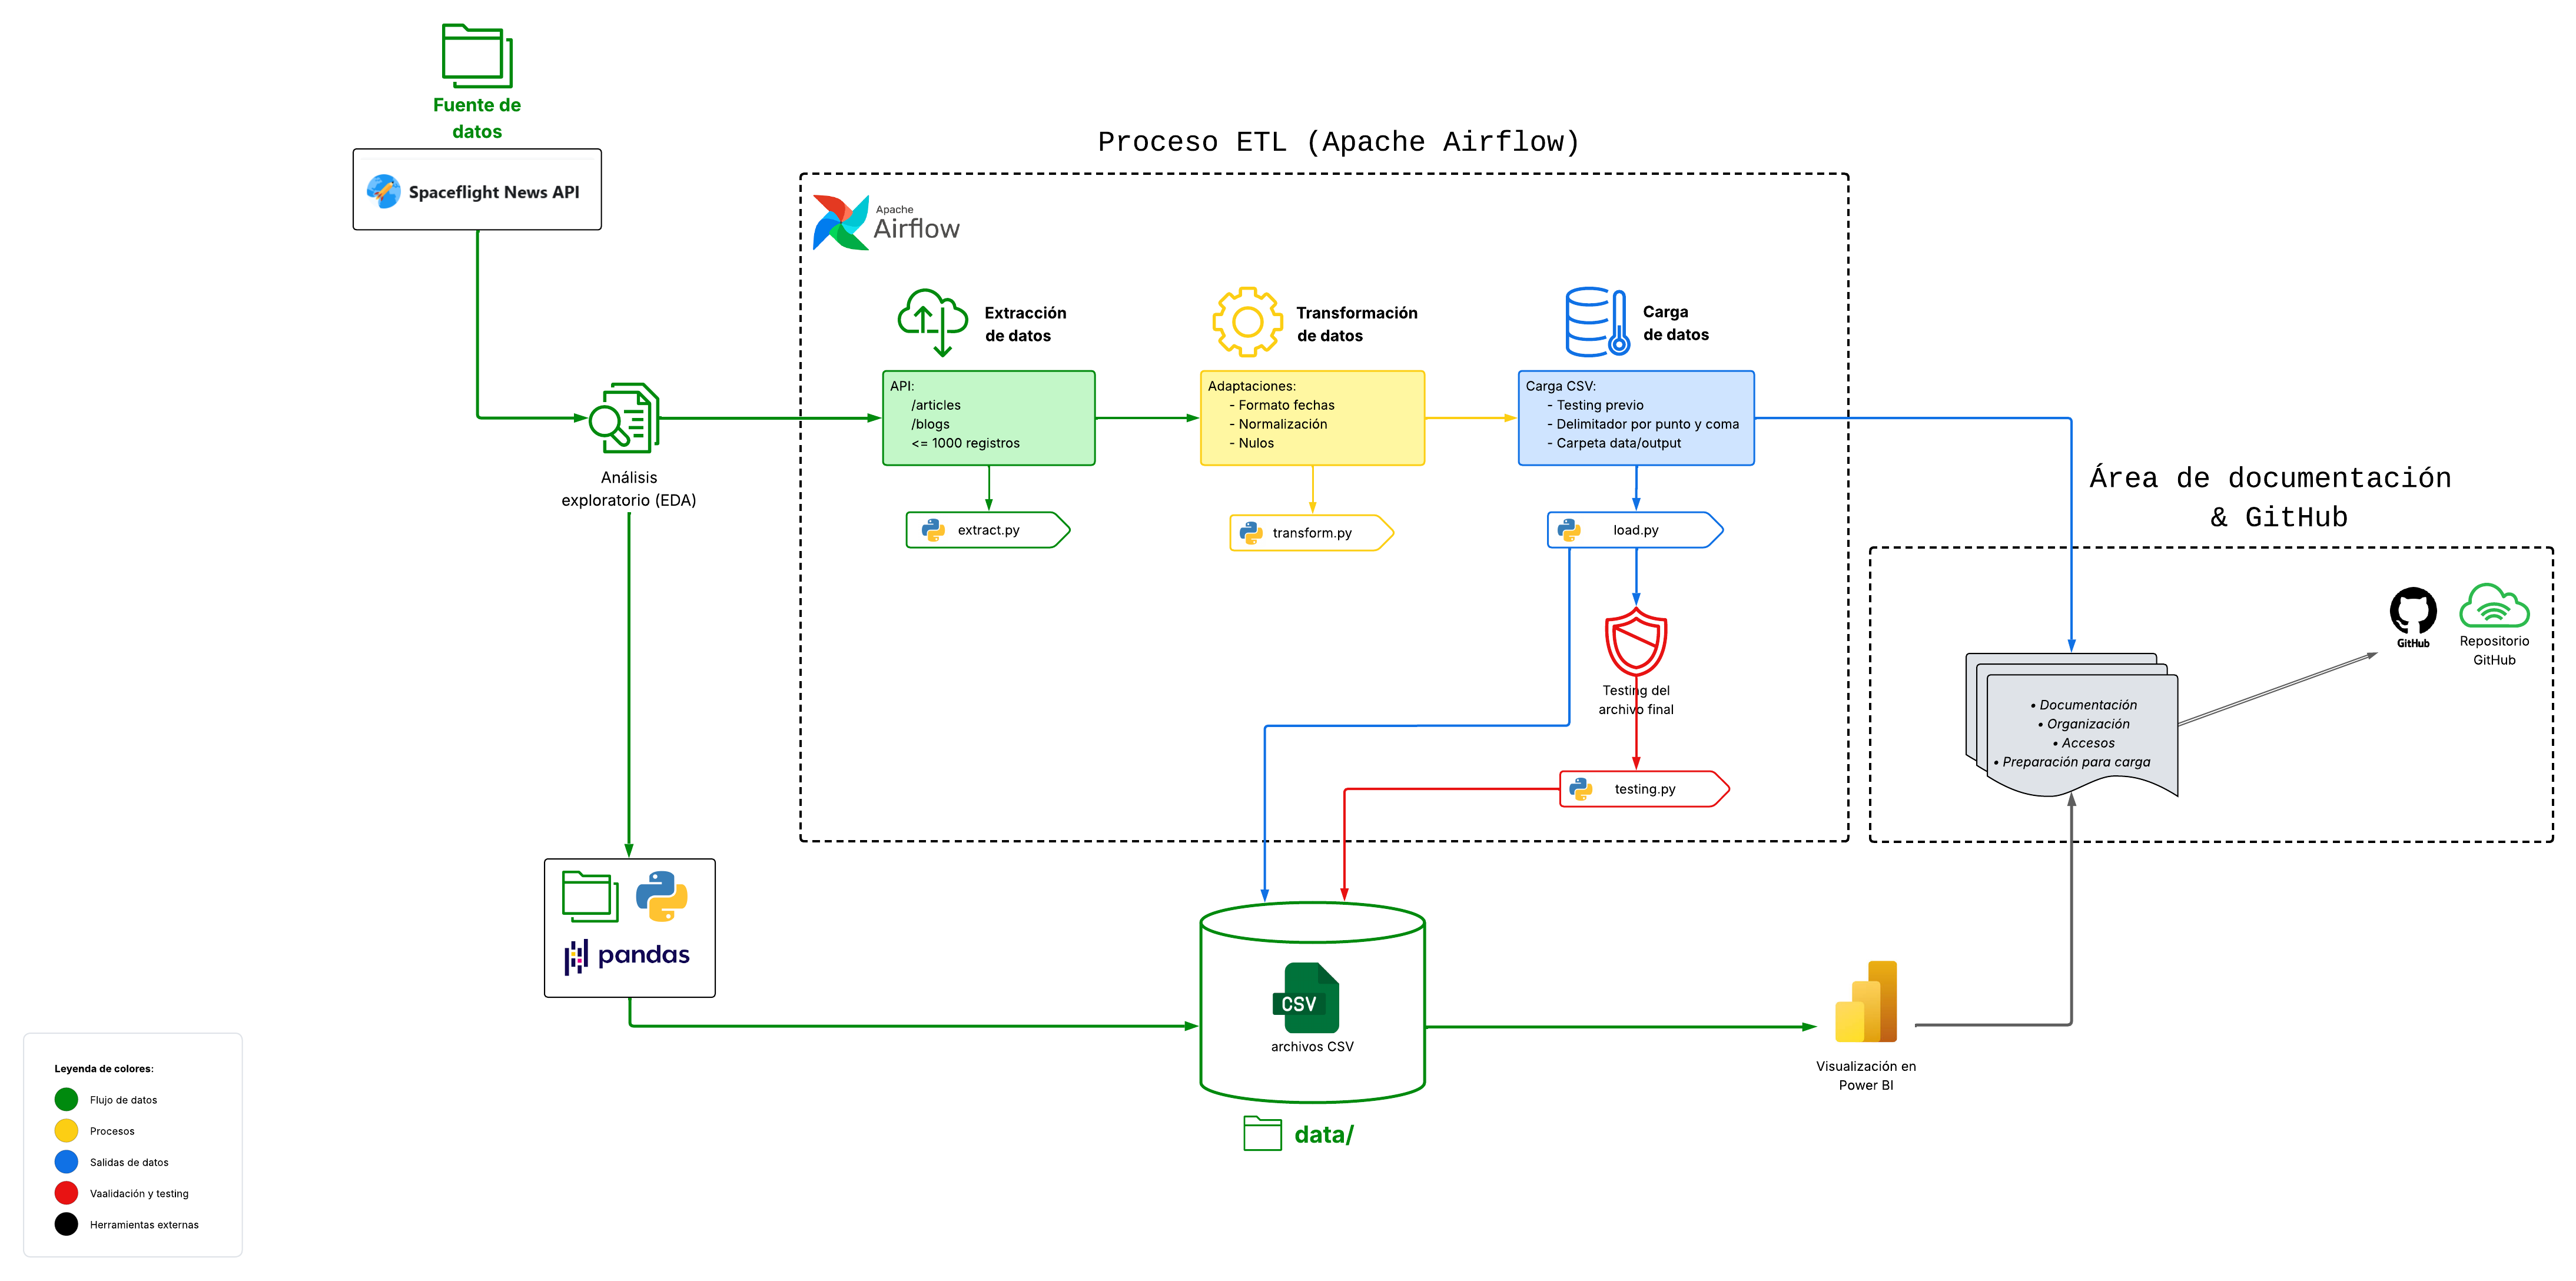 Fuente de
datos
Spaceflight News API
Proceso ETL (Apache Airflow)
Apache
Airflow
Extracción
de datos
Transformación
de datos
Carga
de datos
API:
/articles
/blogs
<= 1000 registros
Adaptaciones:
- Formato fechas
- Normalización
- Nulos
Carga CSV:
- Testing previo
- Delimitador por punto y coma
- Carpeta data/output
Análisis
exploratorio (EDA)
extract.py
transform.py
load.py
Testing del
archivo final
testing.py
Área de documentación
& GitHub
GitHub
Repositorio
GitHub
• Documentación
• Organización
• Accesos
• Preparación para carga
pandas
CSV
archivos CSV
data/
Visualización en
Power BI
Leyenda de colores:
Flujo de datos
Procesos
Salidas de datos
Vaalidación y testing
Herramientas externas